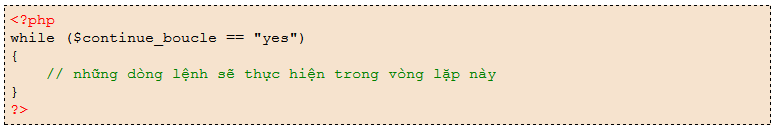 <?php
while ($continue_boucle == "yes")
{
    // những dòng lệnh sẽ thực hiện trong vòng lặp này
}
?>